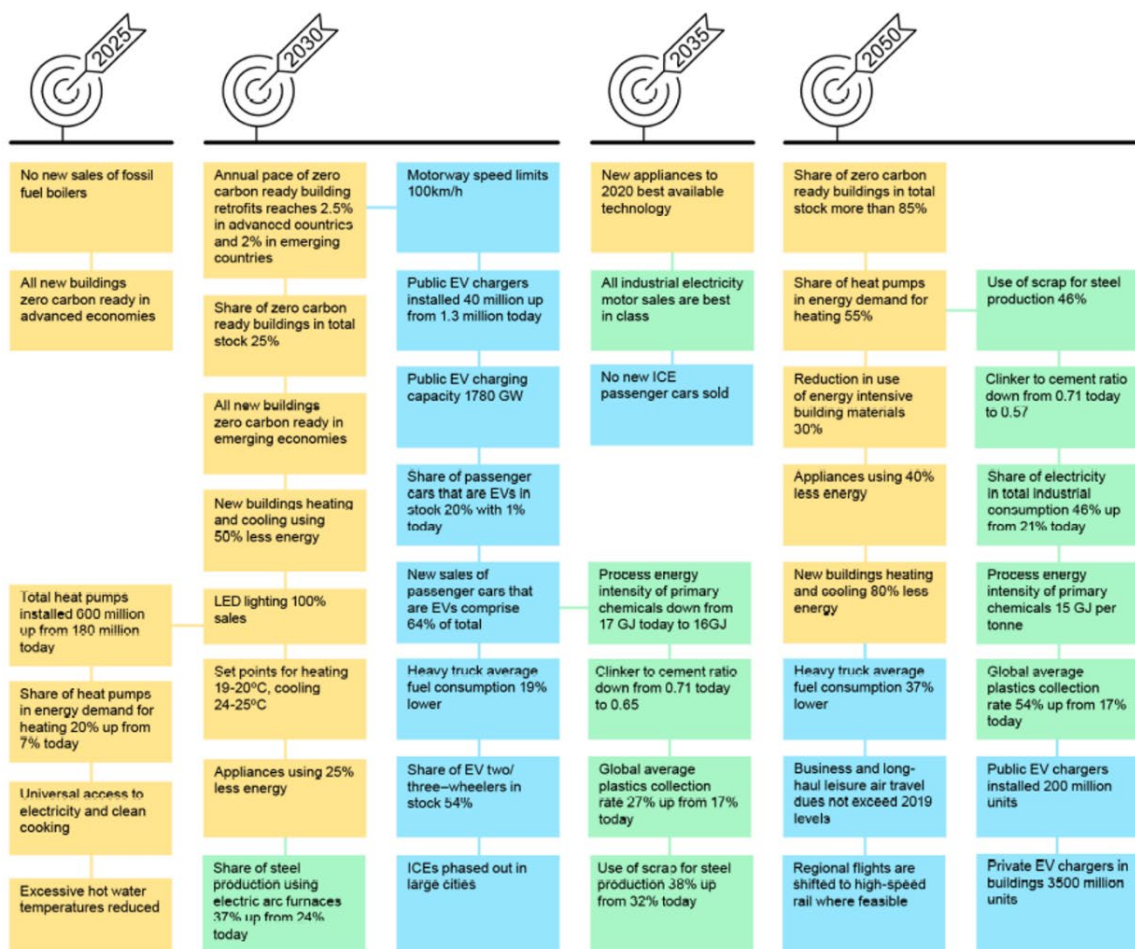 2025
2030
2035
2050
No new sales of fossil
fuel boilers
All new buildings
zero carbon ready in
advanced economies
Total heat pumps
installed 600 million
up from 180 million
today
Share of heat pumps
in energy demand for
heating 20% up from
7% today
Universal access to
electricity and clean
cooking
Excessive hot water
temperatures reduced
Annual pace of zero
carbon ready building
retrofits reaches 2.5%
in advanced countries
and 2% in emerging
countries
Share of zero carbon
ready buildings in total
stock 25%
All new buildings
zero carbon ready in
emerging economies
New buildings heating
and cooling using
50% less energy
LED lighting 100%
sales
Set points for heating
19-20ºC, cooling
24-25ºC
Appliances using 25%
less energy
Share of steel
production using
electric arc furnaces
37% up from 24%
today
Motorway speed limits
100km/h
Public EV chargers
installed 40 million up
from 1.3 million today
Public EV charging
capacity 1780 GW
Share of passenger
cars that are EVs in
stock 20% with 1%
today
New sales of
passenger cars that
are EVs comprise
64% of total
Heavy truck average
fuel consumption 19%
lower
Share of EV two/
three–wheelers in
stock 54%
ICEs phased out in
large cities
New appliances to
2020 best available
technology
All industrial electricity
motor sales are best
in class
No new ICE
passenger cars sold
Process energy
intensity of primary
chemicals down from
17 GJ today to 16GJ
Clinker to cement ratio
down from 0.71 today
to 0.65
Global average
plastics collection
rate 27% up from 17%
today
Use of scrap for steel
production 38% up
from 32% today
Share of zero carbon
ready buildings in total
stock more than 85%
Share of heat pumps
in energy demand for
heating 55%
Reduction in use
of energy intensive
building materials
30%
Appliances using 40%
less energy
New buildings heating
and cooling 80% less
energy
Heavy truck average
fuel consumption 37%
lower
Business and long-
haul leisure air travel
dues not exceed 2019
levels
Regional flights are
shifted to high-speed
rail where feasible
Use of scrap for steel
production 46%
Clinker to cement ratio
down from 0.71 today
to 0.57
Share of electricity
in total industrial
consumption 46% up
from 21% today
Process energy
intensity of primary
chemicals 15 GJ per
tonne
Global average
plastics collection
rate 54% up from 17%
today
Public EV chargers
installed 200 million
units
Private EV chargers in
buildings 3500 million
units